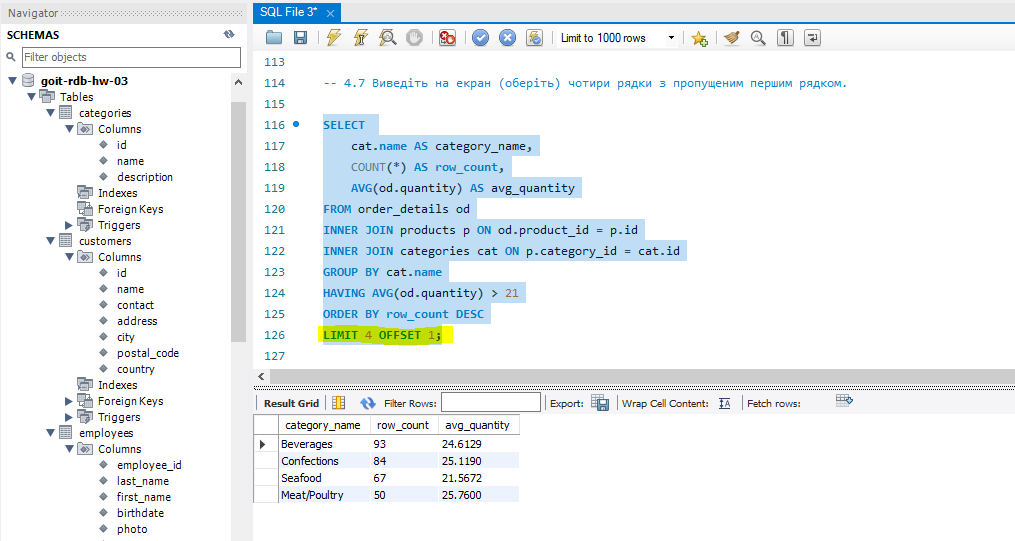 Navigator
SCHEMAS
Filter objects
goit-rdb-hw-03
Tables
categories
Columns
id
name
description
Indexes
Foreign Keys
Triggers
customers
Columns
id
name
contact
address
city
postal_code
country
Indexes
Foreign Keys
Triggers
employees
Columns
employee_id
last_name
first_name
birthdate
photo
SQL File 3*
Limit to 1000 rows
113
114 -- 4.7 Виведіть на екран (оберіть) чотири рядки з пропущеним першим рядком.
115
116 SELECT
117 cat.name AS category_name,
118 COUNT(*) AS row_count,
119 AVG(od.quantity) AS avg_quantity
120 FROM order_details od
121 INNER JOIN products p ON od.product_id = p.id
122 INNER JOIN categories cat ON p.category_id = cat.id
123 GROUP BY cat.name
124 HAVING AVG(od.quantity) > 21
125 ORDER BY row_count DESC
126 LIMIT 4 OFFSET 1;
127
Result Grid Filter Rows: Export: Wrap Cell Content: Fetch rows:
category_name row_count avg_quantity
Beverages 93 24.6129
Confections 84 25.1190
Seafood 67 21.5672
Meat/Poultry 50 25.7600